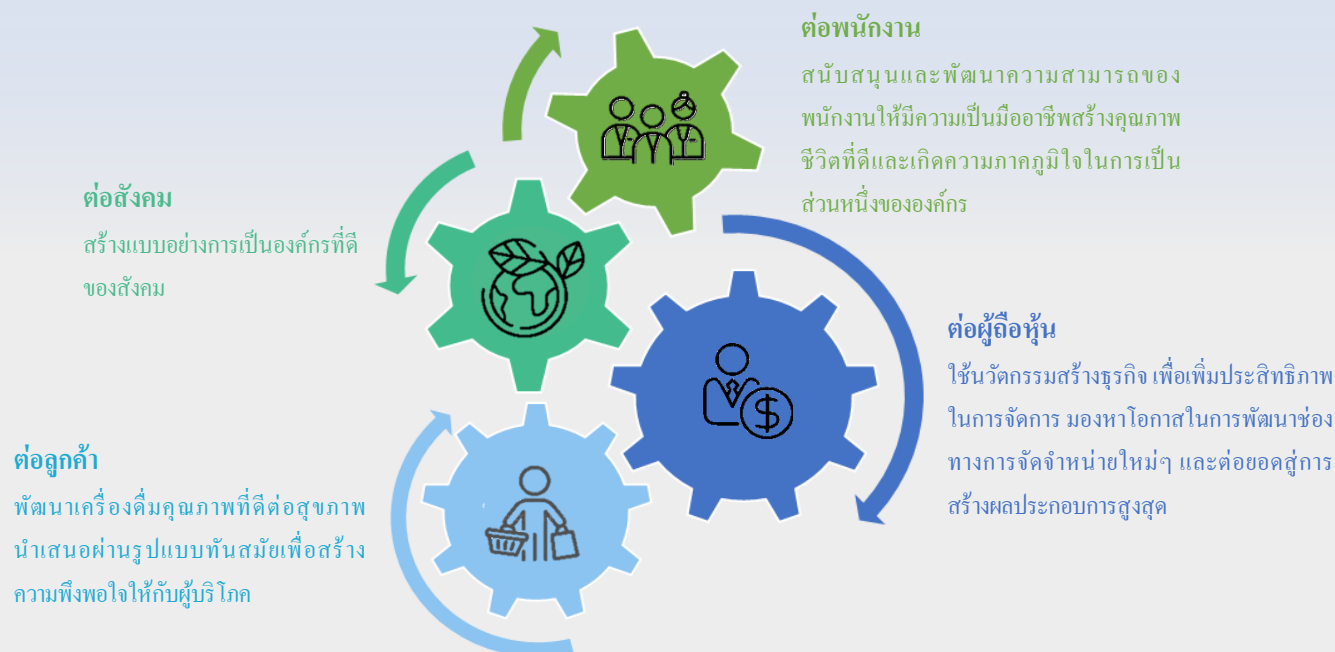 ต่อพนักงาน
สนับสนุนและพัฒนาความสามารถของ
พนักงานให้มีความเป็นมืออาชีพสร้างคุณภาพ
ชีวิตที่ดีและเกิดความภาคภูมิใจในการเป็น
ส่วนหนึ่งขององค์กร
ต่อสังคม
สร้างแบบอย่างการเป็นองค์กรที่ดี
ของสังคม
ต่อผู้ถือหุ้น
ใช้นวัตกรรมสร้างธุรกิจ เพื่อเพิ่มประสิทธิภาพ
ในการจัดการ มองหาโอกาสในการพัฒนาช่อง
ทางการจัดจำหน่ายใหม่ๆ และต่อยอดสู่การ
สร้างผลประกอบการสูงสุด
ต่อลูกค้า
พัฒนาเครื่องดื่มคุณภาพที่ดีต่อสุขภาพ
นำเสนอผ่านรูปแบบทันสมัยเพื่อสร้าง
ความพึงพอใจให้กับผู้บริโภค
$